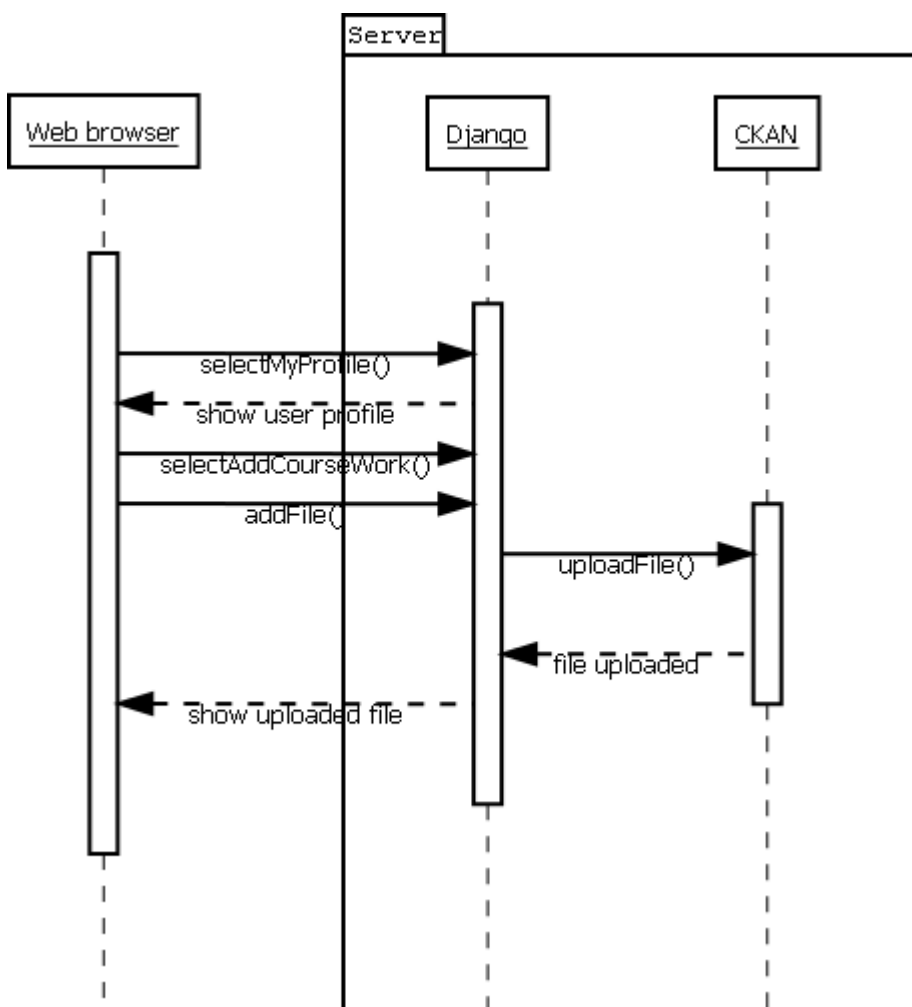 Server
Web browser
Django
CKAN
selectMyProfile()
show user profile
selectAddCourseWork()
addFile()
uploadFile()
file uploaded
show uploaded file